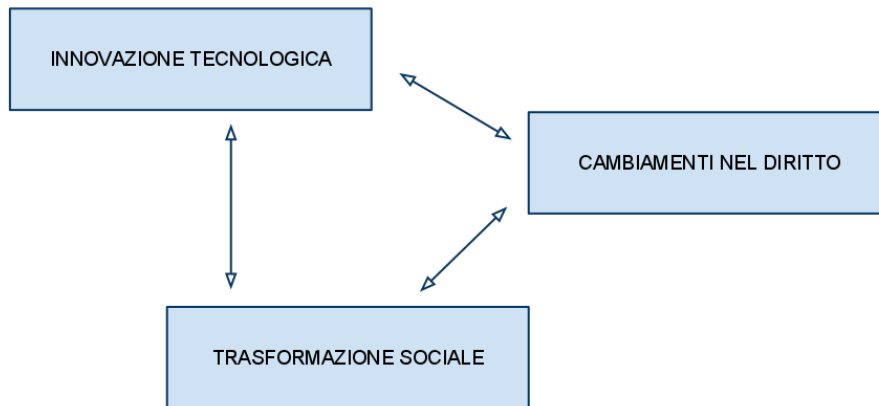 INNOVAZIONE TECNOLOGICA
CAMBIAMENTI NEL DIRITTO
TRASFORMAZIONE SOCIALE